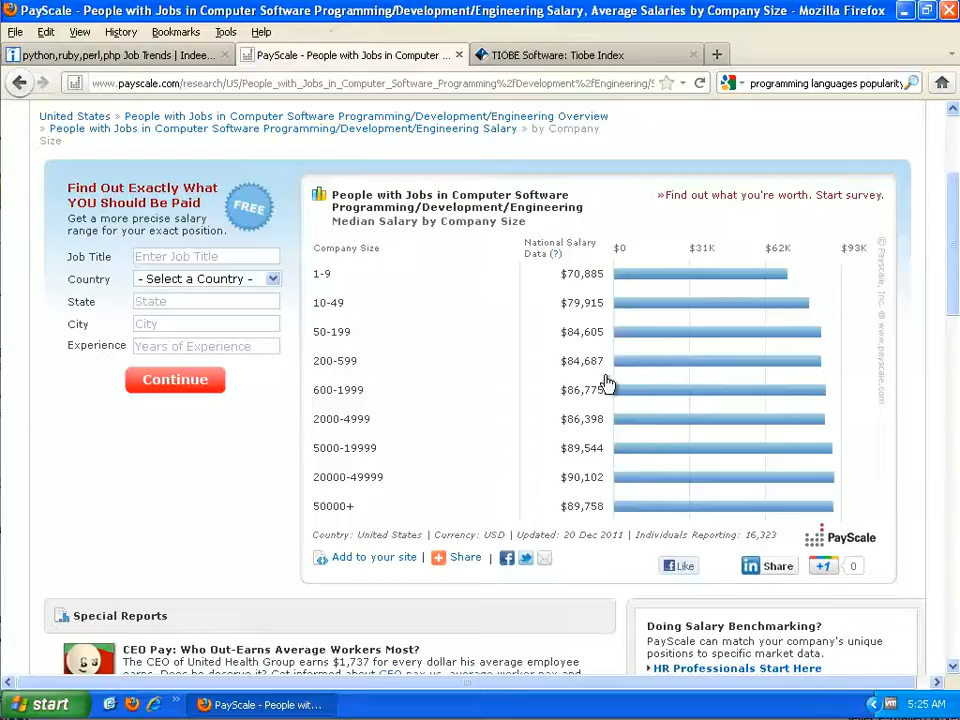 PayScale - People with Jobs in Computer Software Programming/Development/Engineering Salary, Average Salaries by Company Size - Mozilla Firefox
File Edit View History Bookmarks Tools Help
python,ruby,perl,php Job Trends | Indee... × PayScale - People with Jobs in Computer ... × TIOBE Software: Tiobe Index × +
www.payscale.com/research/US/People_with_Jobs_in_Computer_Software_Programming%2fDevelopment%2fEngineering/S programming languages popularity
United States » People with Jobs in Computer Software Programming/Development/Engineering Overview
» People with Jobs in Computer Software Programming/Development/Engineering Salary » by Company
Size
Find Out Exactly What
YOU Should Be Paid
FREE
Get a more precise salary
range for your exact position.
Job Title Enter Job Title
Country - Select a Country -
State State
City City
Experience Years of Experience
Continue
People with Jobs in Computer Software
Programming/Development/Engineering
Median Salary by Company Size
»Find out what you're worth. Start survey.
Company Size National Salary Data (?) $0 $31K $62K $93K
1-9 $70,885
10-49 $79,915
50-199 $84,605
200-599 $84,687
600-1999 $86,775
2000-4999 $86,398
5000-19999 $89,544
20000-49999 $90,102
50000+ $89,758
© Payscale, Inc. @ www.payscale.com
Country: United States | Currency: USD | Updated: 20 Dec 2011 | Individuals Reporting: 16,323
PayScale
Add to your site | Share |
Like Share +1 0
Special Reports
CEO Pay: Who Out-Earns Average Workers Most?
The CEO of United Health Group earns $1,737 for every dollar his average employee
Doing Salary Benchmarking?
PayScale can match your company's unique
positions to specific market data.
HR Professionals Start Here
start PayScale - People wit... 5:25 AM